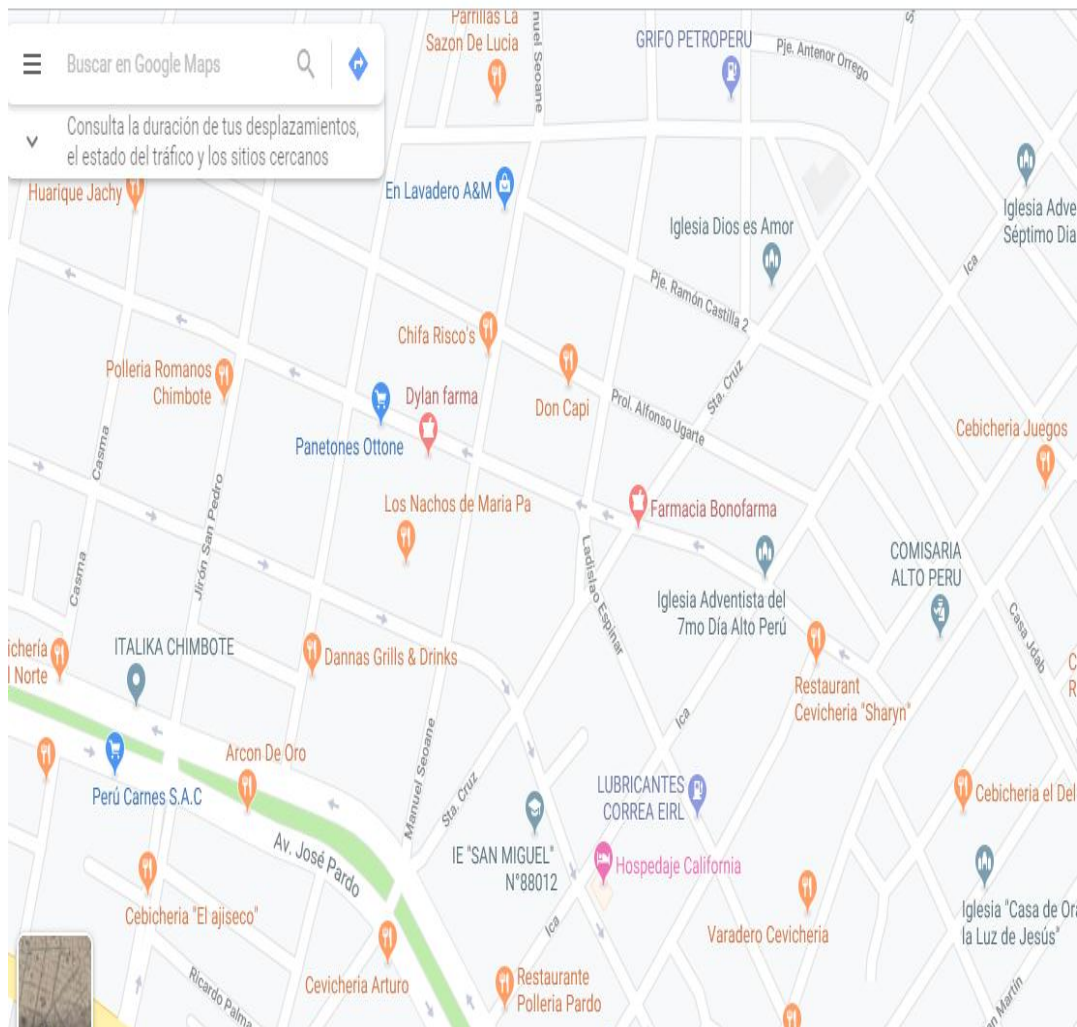 Parrillas La
Sazon De Lucia
nuel Seoane
GRIFO PETROPERU
Pje. Antenor Orrego
Buscar en Google Maps
Consulta la duración de tus desplazamientos,
el estado del tráfico y los sitios cercanos
Huarique Jachy
En Lavadero A&M
Iglesia Dios es Amor
Iglesia Adve
Séptimo Dia
Ica
Pje. Ramón Castilla 2
Chifa Risco's
Polleria Romanos
Chimbote
Dylan farma
Don Capi
Sta. Cruz
Prol. Alfonso Ugarte
Panetones Ottone
Cebicheria Juegos
Casma
Jirón San Pedro
Los Nachos de Maria Pa
Farmacia Bonofarma
Casma
Ladislao Espinar
COMISARIA
ALTO PERU
Iglesia Adventista del
7mo Día Alto Perú
Casa Jdab
ichería
l Norte
ITALIKA CHIMBOTE
Dannas Grills & Drinks
Restaurant
Cevicheria "Sharyn"
C
R
Ica
Manuel Seoane
Arcon De Oro
Sta. Cruz
Perú Carnes S.A.C
LUBRICANTES
CORREA EIRL
Cebicheria el Del
Av. José Pardo
IE "SAN MIGUEL"
N°88012
Hospedaje California
Cebicheria "El ajiseco"
Ica
Varadero Cevicheria
Iglesia "Casa de Ora
la Luz de Jesús"
Ricardo Palma
Cevicheria Arturo
Restaurante
Polleria Pardo
an Martín